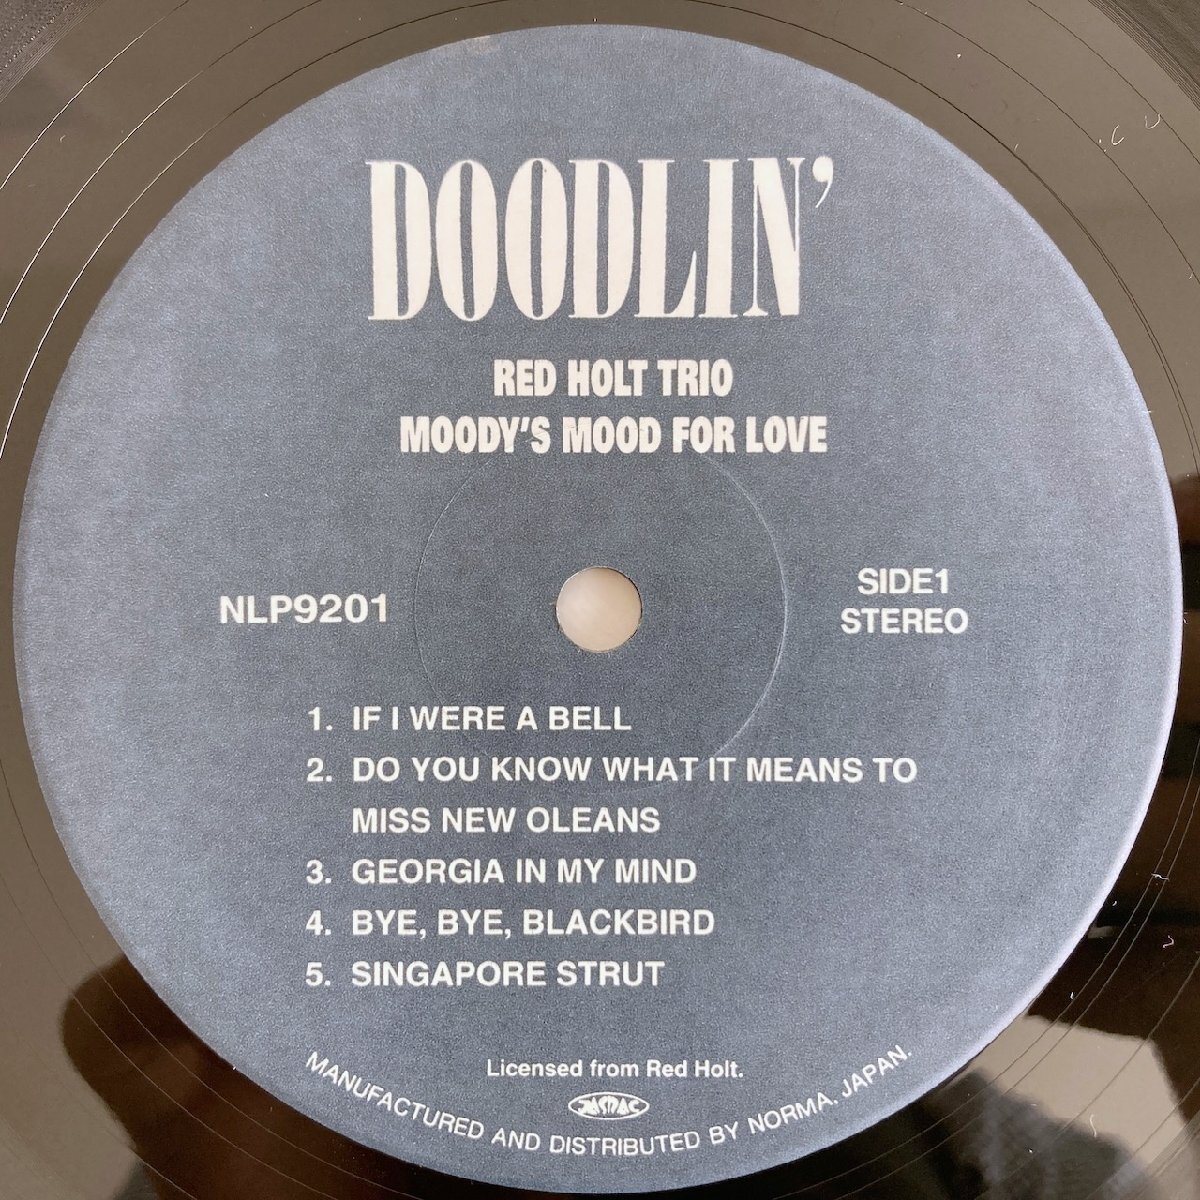 DOODLIN'
RED HOLT TRIO
MOODY'S MOOD FOR LOVE
NLP9201
SIDE1
STEREO
1. IF I WERE A BELL
2. DO YOU KNOW WHAT IT MEANS TO
MISS NEW OLEANS
3. GEORGIA IN MY MIND
4. BYE, BYE, BLACKBIRD
5. SINGAPORE STRUT
Licensed from Red Holt.
JASRAC
MANUFACTURED AND DISTRIBUTED BY NORMA. JAPAN.